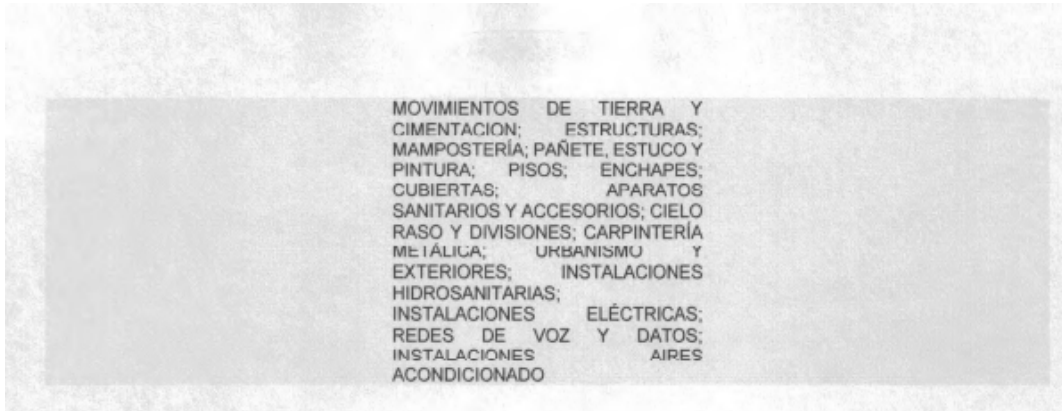 MOVIMIENTOS DE TIERRA Y
CIMENTACION; ESTRUCTURAS;
MAMPOSTERÍA; PAÑETE, ESTUCO Y
PINTURA; PISOS; ENCHAPES;
CUBIERTAS; APARATOS
SANITARIOS Y ACCESORIOS; CIELO
RASO Y DIVISIONES; CARPINTERÍA
METÁLICA; URBANISMO Y
EXTERIORES; INSTALACIONES
HIDROSANITARIAS;
INSTALACIONES ELÉCTRICAS;
REDES DE VOZ Y DATOS;
INSTALACIONES AIRES
ACONDICIONADO